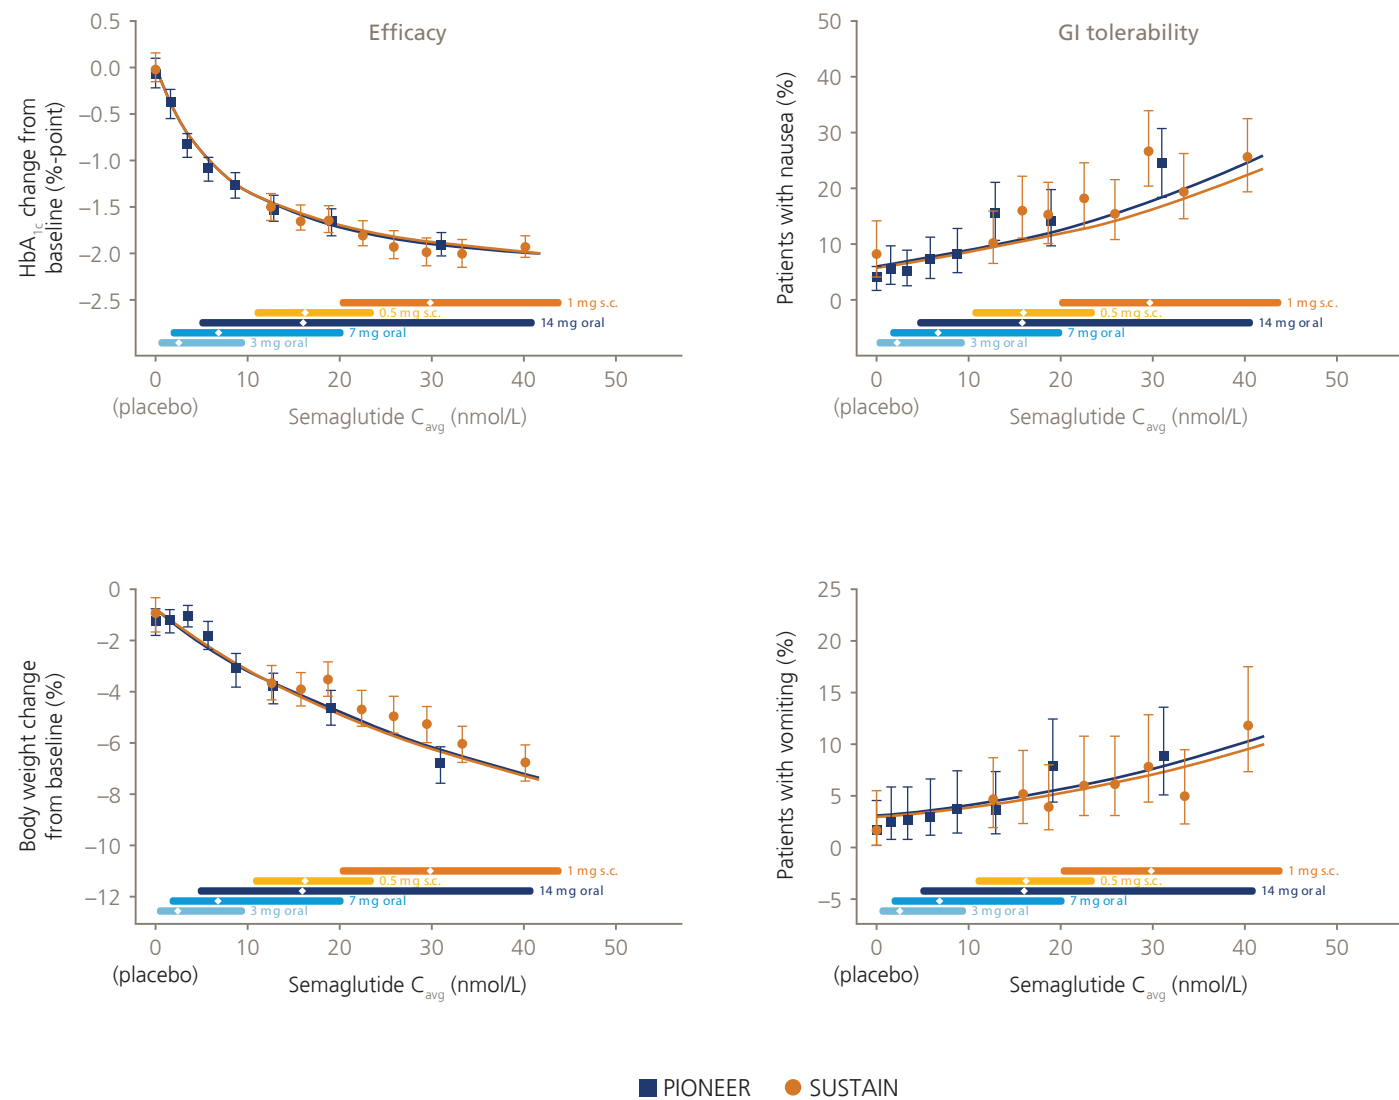 Efficacy
HbA1c change from
baseline (%-point)
0.5
0.0
−0.5
−1.0
−1.5
−2.0
−2.5
1 mg s.c.
0.5 mg s.c.
14 mg oral
7 mg oral
3 mg oral
0
10
20
30
40
50
(placebo)
Semaglutide Cavg (nmol/L)
GI tolerability
Patients with nausea (%)
50
40
30
20
10
0
1 mg s.c.
0.5 mg s.c.
14 mg oral
7 mg oral
3 mg oral
0
10
20
30
40
50
(placebo)
Semaglutide Cavg (nmol/L)
Body weight change
from baseline (%)
0
−2
−4
−6
−8
−10
−12
1 mg s.c.
0.5 mg s.c.
14 mg oral
7 mg oral
3 mg oral
0
10
20
30
40
50
(placebo)
Semaglutide Cavg (nmol/L)
Patients with vomiting (%)
25
20
15
10
5
0
−5
1 mg s.c.
0.5 mg s.c.
14 mg oral
7 mg oral
3 mg oral
0
10
20
30
40
50
(placebo)
Semaglutide Cavg (nmol/L)
PIONEER
SUSTAIN